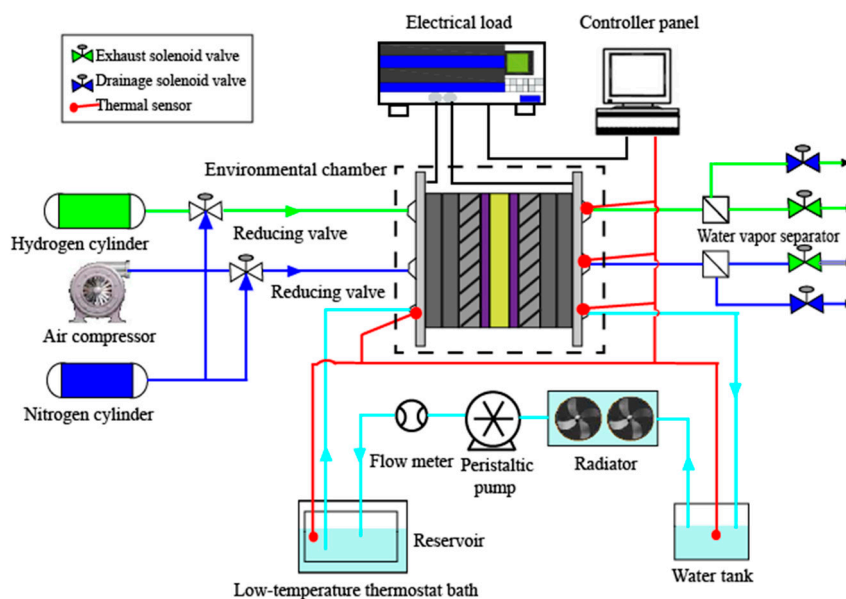 Electrical load
Controller panel
Exhaust solenoid valve
Drainage solenoid valve
Thermal sensor
Environmental chamber
Hydrogen cylinder
Reducing valve
Water vapor separator
Reducing valve
Air compressor
Nitrogen cylinder
Flow meter
Peristaltic
pump
Radiator
Reservoir
Low-temperature thermostat bath
Water tank